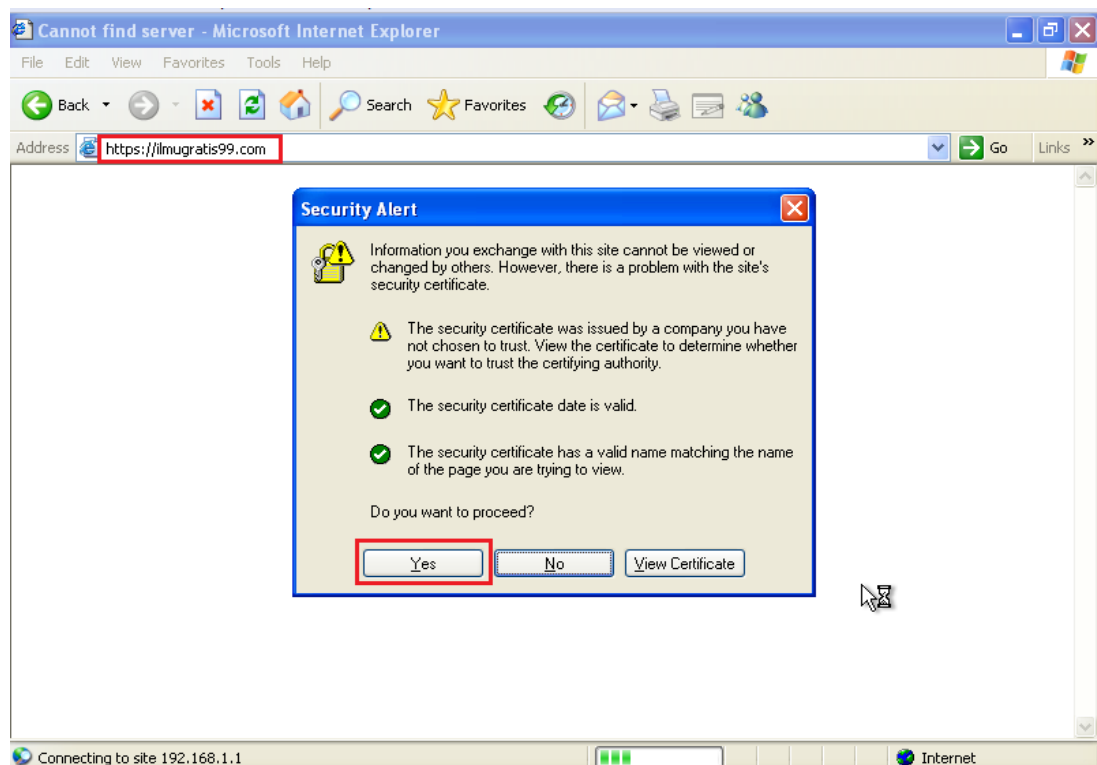 Cannot find server - Microsoft Internet Explorer
File Edit View Favorites Tools Help
Back Search Favorites
Address https://ilmugratis99.com Go Links »
Security Alert
Information you exchange with this site cannot be viewed or
changed by others. However, there is a problem with the site's
security certificate.
The security certificate was issued by a company you have
not chosen to trust. View the certificate to determine whether
you want to trust the certifying authority.
The security certificate date is valid.
The security certificate has a valid name matching the name
of the page you are trying to view.
Do you want to proceed?
Yes No View Certificate
Connecting to site 192.168.1.1 Internet